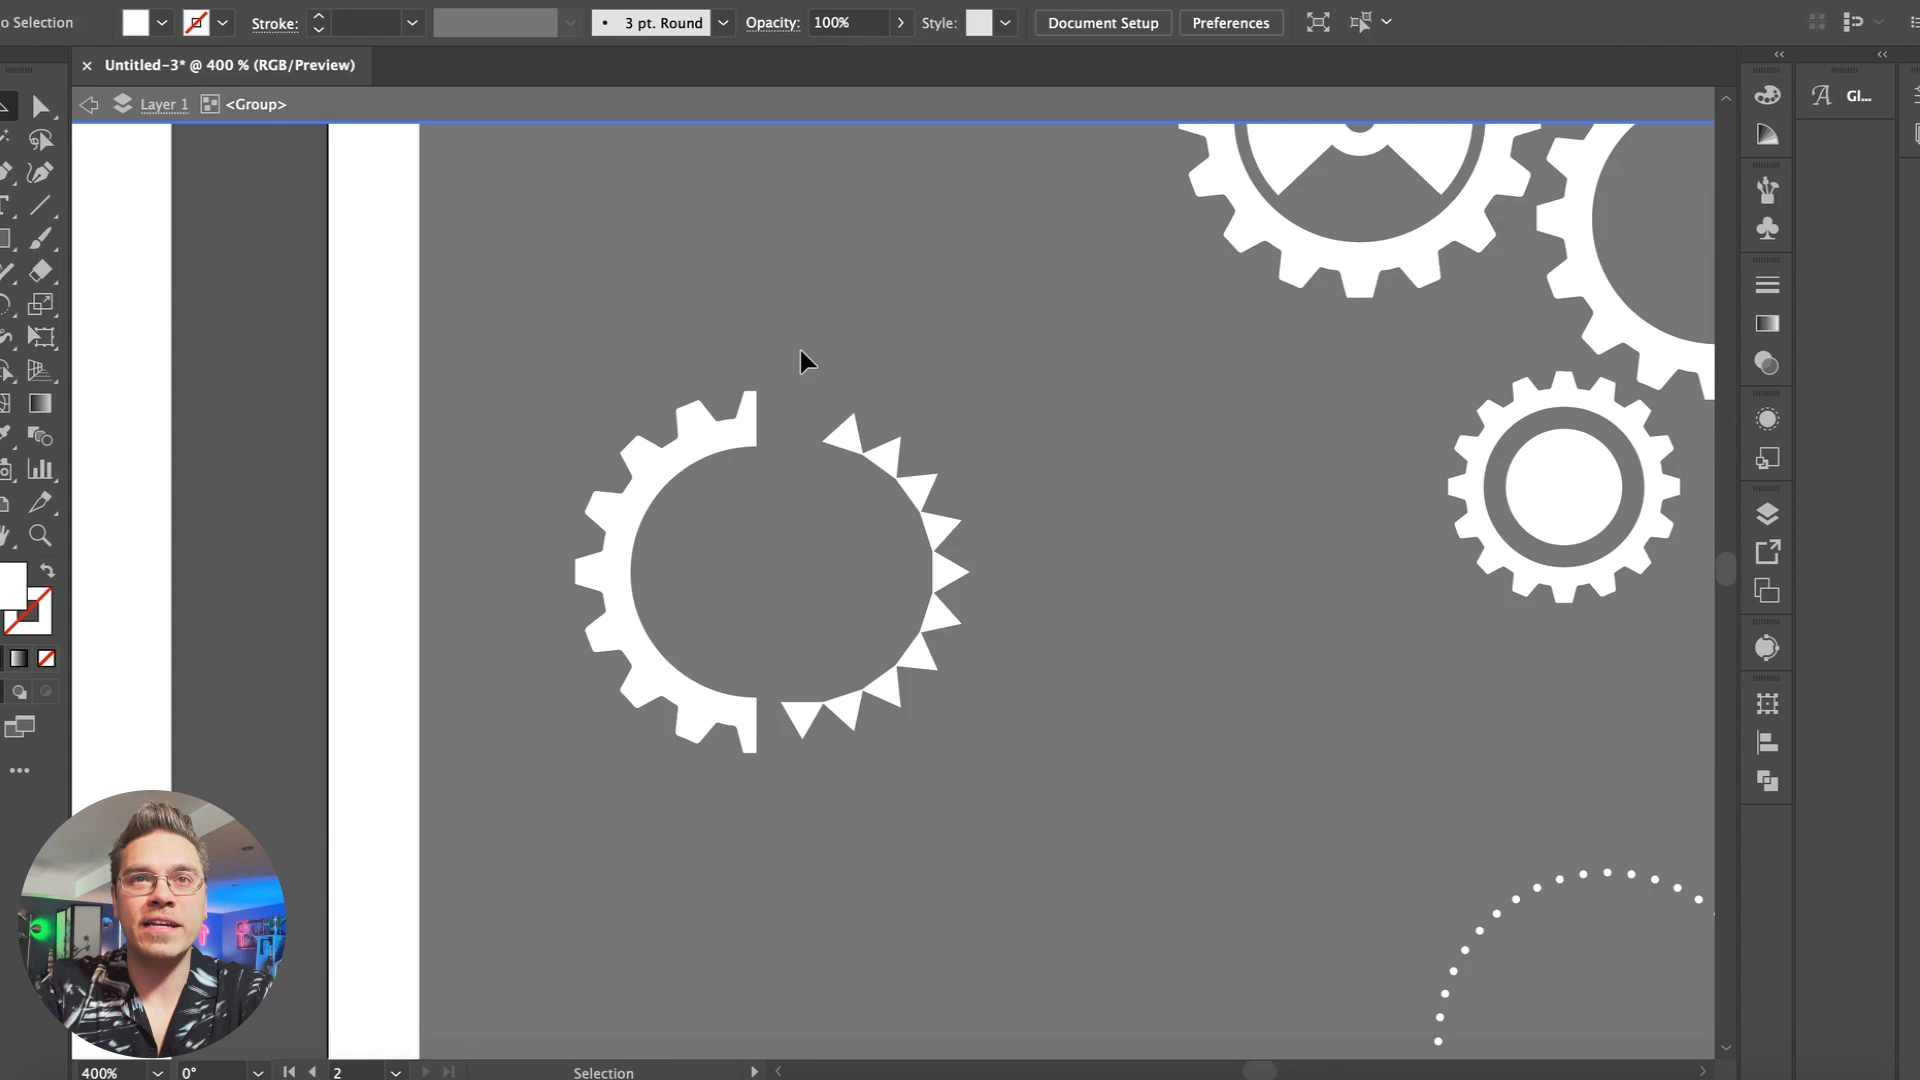 o Selection
Stroke:
3 pt. Round
Opacity: 100%
Style:
Document Setup
Preferences
× Untitled-3* @ 400 % (RGB/Preview)
Layer 1 <Group>
Gl...
400%
0°
2
Selection